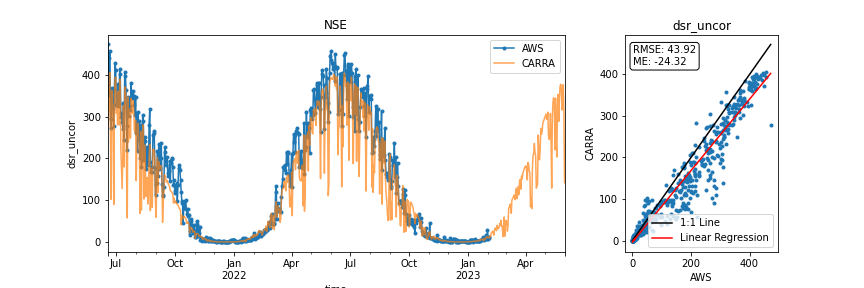 NSE
dsr_uncor
400
300
200
100
0
Jul
Oct
Jan
2022
Apr
Jul
Oct
Jan
2023
Apr
AWS
CARRA
dsr_uncor
CARRA
400
300
200
100
0
RMSE: 43.92
ME: -24.32
1:1 Line
Linear Regression
0
200
400
AWS